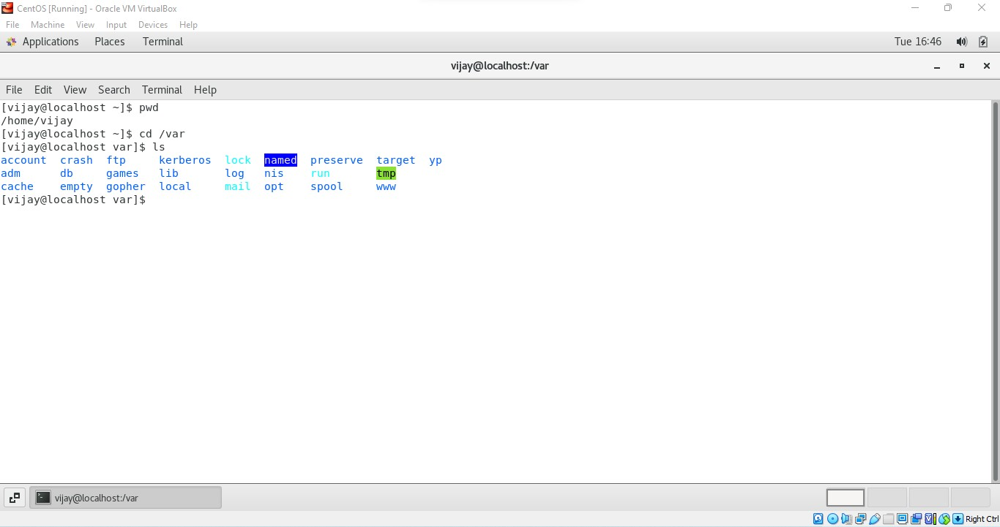 CentOS [Running] - Oracle VM VirtualBox
File Machine View Input Devices Help
Applications Places Terminal Tue 16:46
vijay@localhost:/var
File Edit View Search Terminal Help
[vijay@localhost ~]$ pwd
/home/vijay
[vijay@localhost ~]$ cd /var
[vijay@localhost var]$ ls
account crash ftp kerberos lock named preserve target yp
adm db games lib log nis run tmp
cache empty gopher local mail opt spool www
[vijay@localhost var]$
vijay@localhost:/var
Right Ctrl